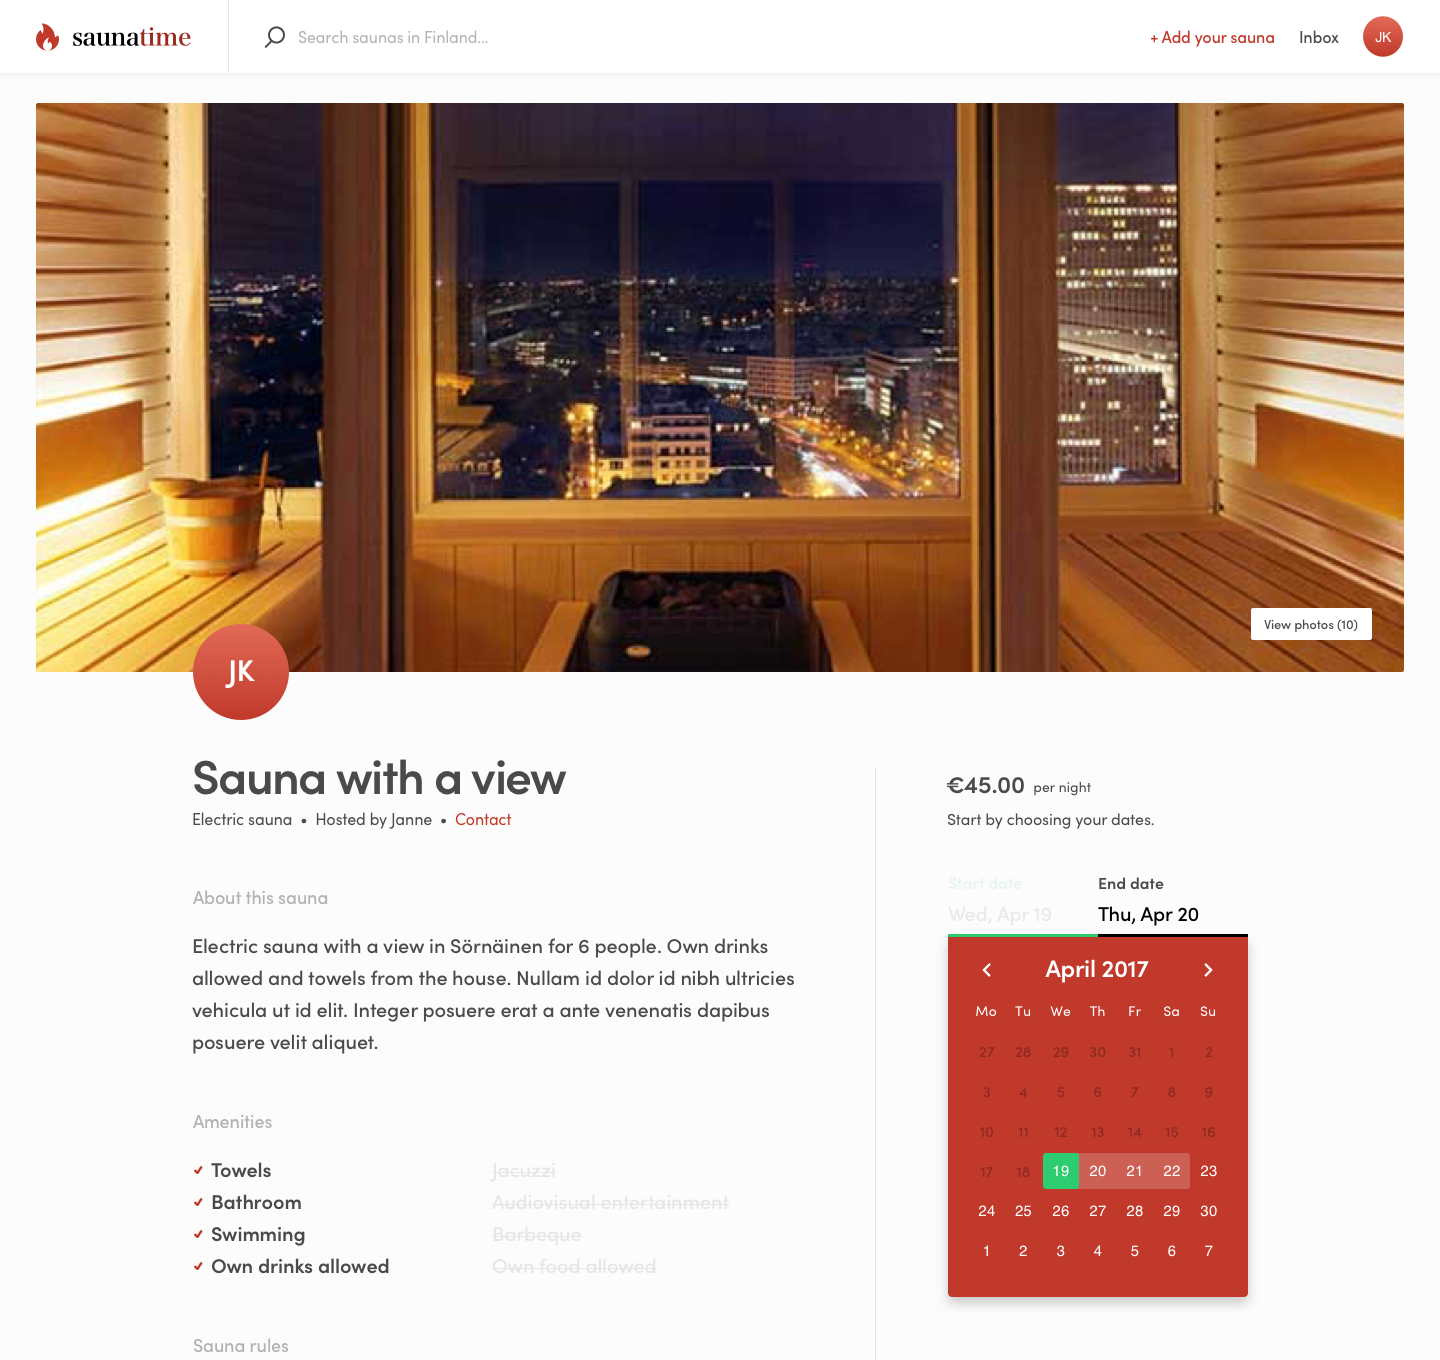 saunatime
Search saunas in Finland...
+ Add your sauna
Inbox
JK
View photos (10)
JK
Sauna with a view
Electric sauna • Hosted by Janne • Contact
About this sauna
Electric sauna with a view in Sörnäinen for 6 people. Own drinks
allowed and towels from the house. Nullam id dolor id nibh ultricies
vehicula ut id elit. Integer posuere erat a ante venenatis dapibus
posuere velit aliquet.
Amenities
Towels
Bathroom
Swimming
Own drinks allowed
Jacuzzi
Audiovisual entertainment
Barbeque
Own food allowed
Sauna rules
€45.00 per night
Start by choosing your dates.
Start date
Wed, Apr 19
End date
Thu, Apr 20
April 2017
Mo Tu We Th Fr Sa Su
27 28 29 30 31 1 2
3 4 5 6 7 8 9
10 11 12 13 14 15 16
17 18 19 20 21 22 23
24 25 26 27 28 29 30
1 2 3 4 5 6 7